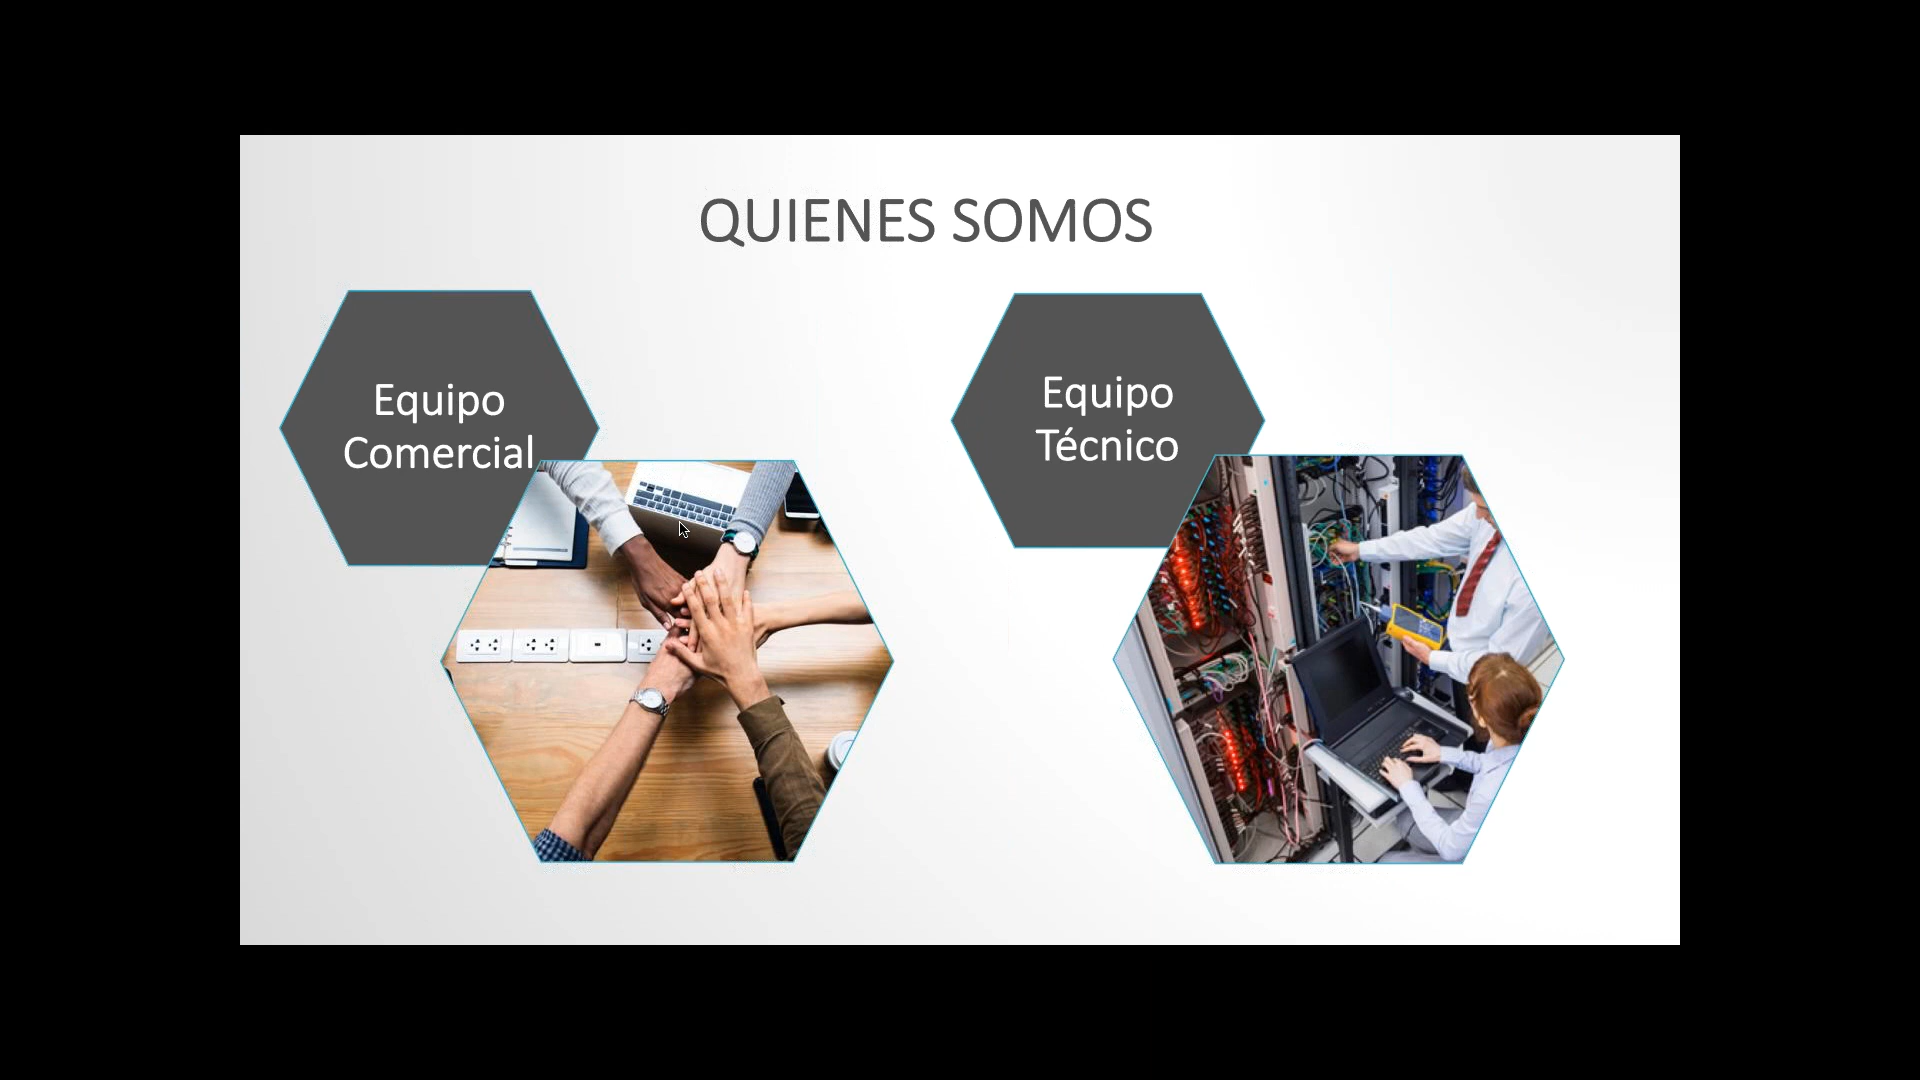 QUIENES SOMOS
Equipo
Comercial
Equipo
Técnico